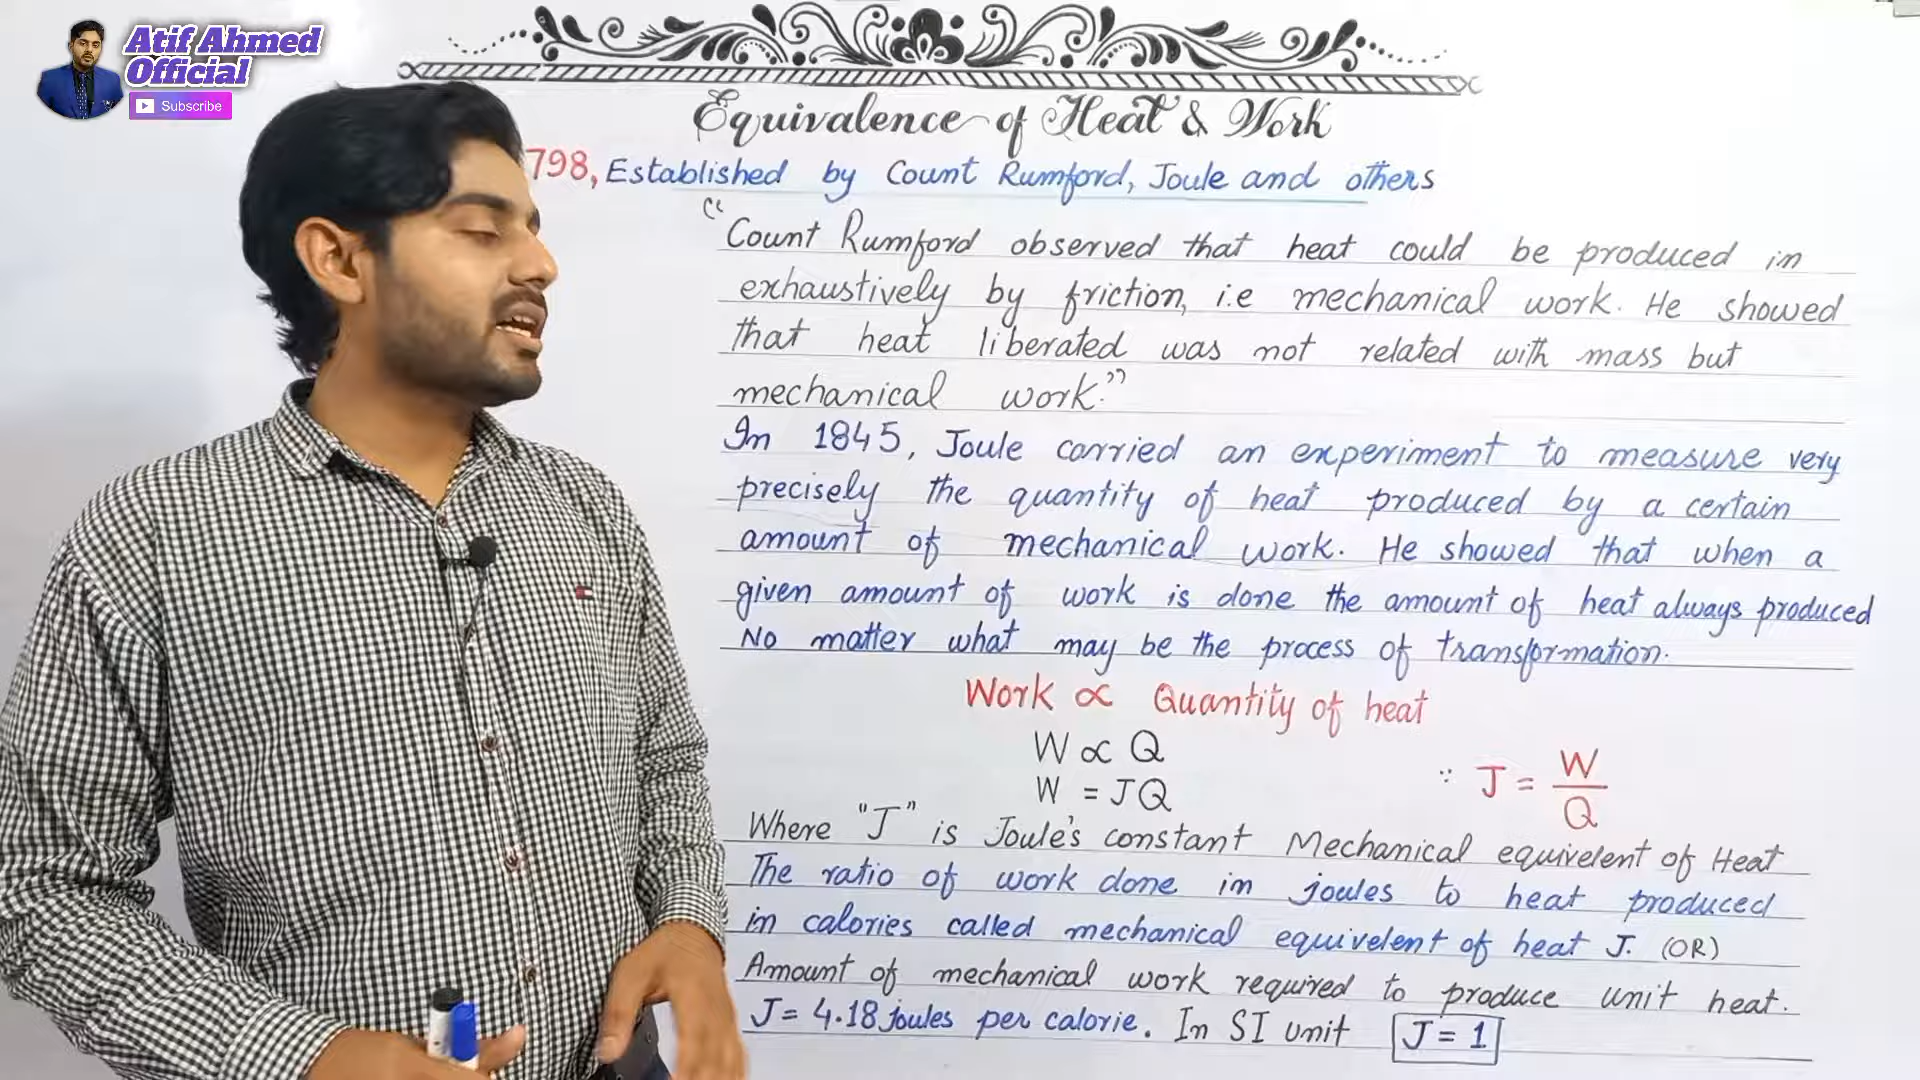 Atif Ahmed
Official
Subscribe
Equivalence of Heat & Work
798, Established by Count Rumford, Joule and others
“Count Rumford observed that heat could be produced in
exhaustively by friction, i.e mechanical work. He showed
that heat liberated was not related with mass but
mechanical work.”
In 1845, Joule carried an experiment to measure very
precisely the quantity of heat produced by a certain
amount of mechanical work. He showed that when a
given amount of work is done the amount of heat always produced
No matter what may be the process of transformation.
Work ∝ Quantity of heat
W ∝ Q
W = JQ
∵ J = W/Q
Where "J" is Joule's constant Mechanical equivelent of Heat
The ratio of work done in joules to heat produced
in calories called mechanical equivelent of heat J. (OR)
Amount of mechanical work required to produce unit heat.
J = 4.18 joules per calorie. In SI unit J = 1